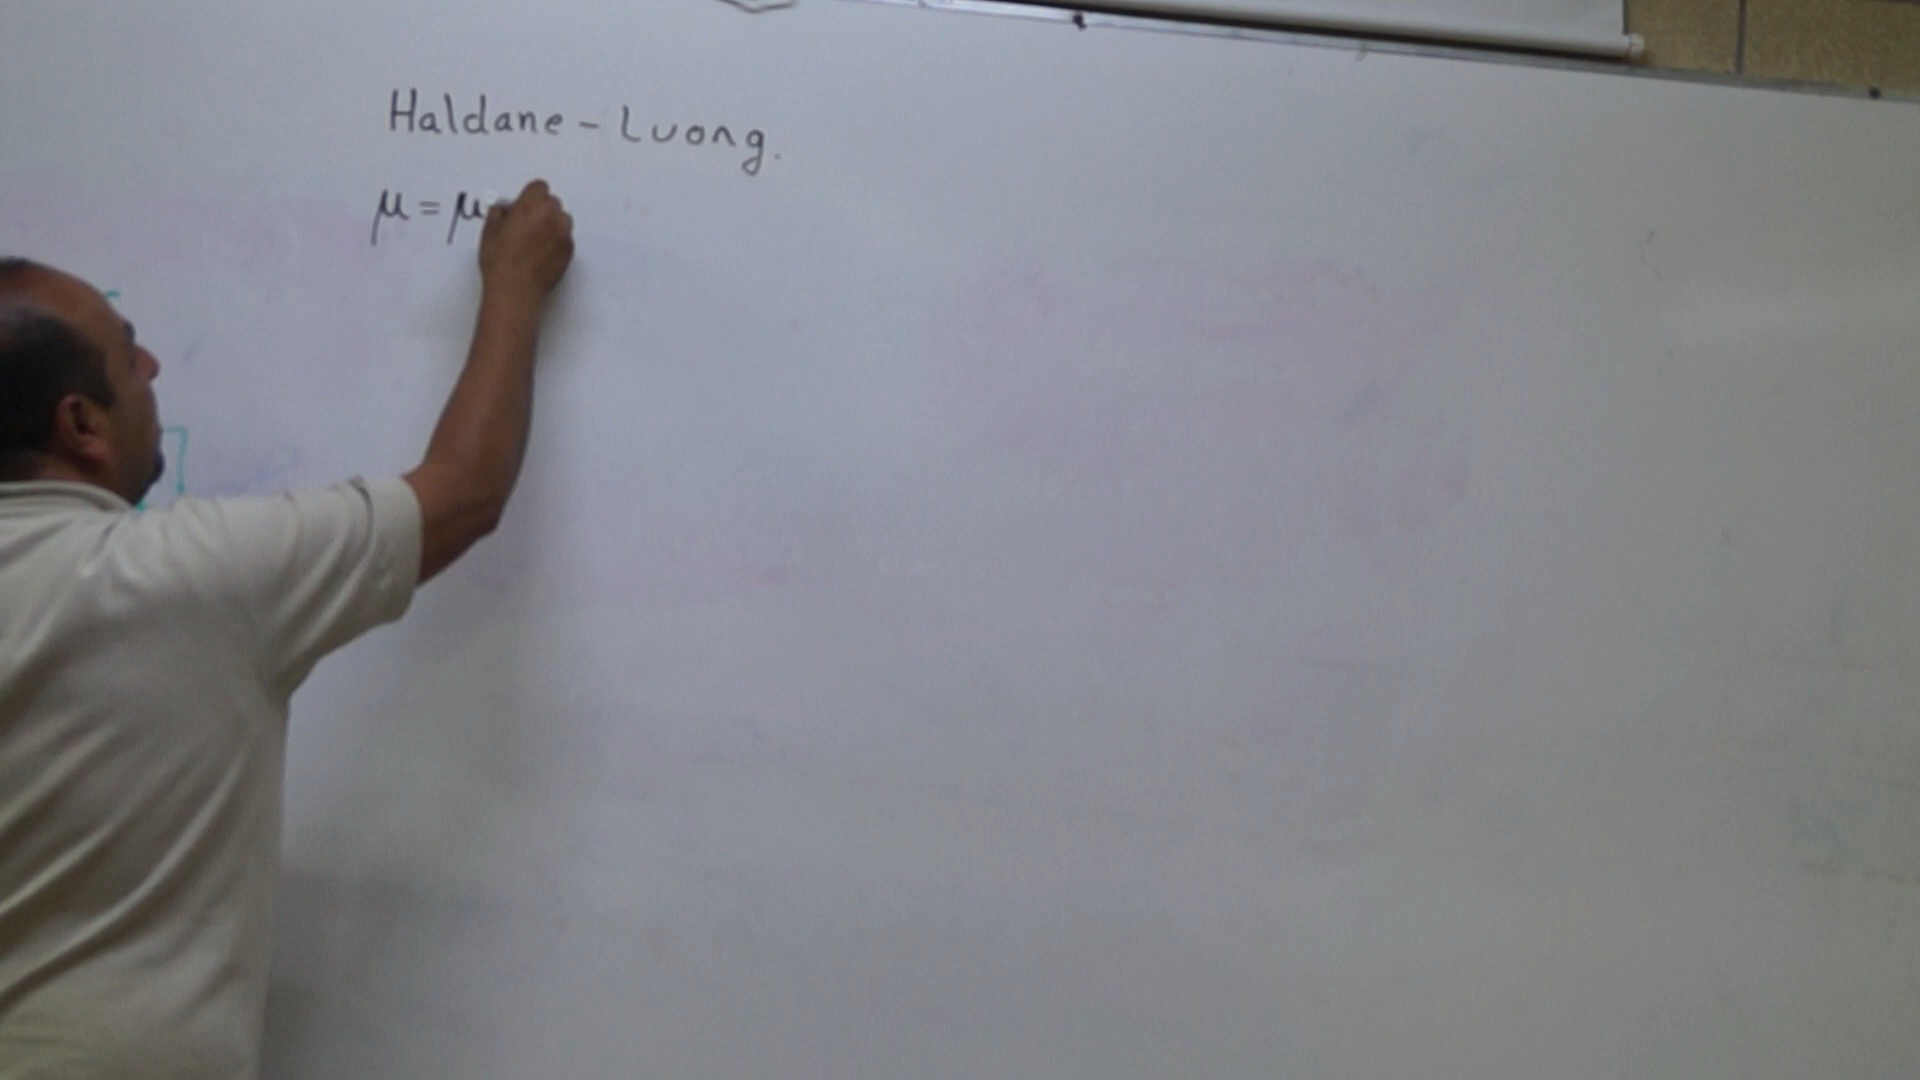 Haldane - Luong.
μ = μ